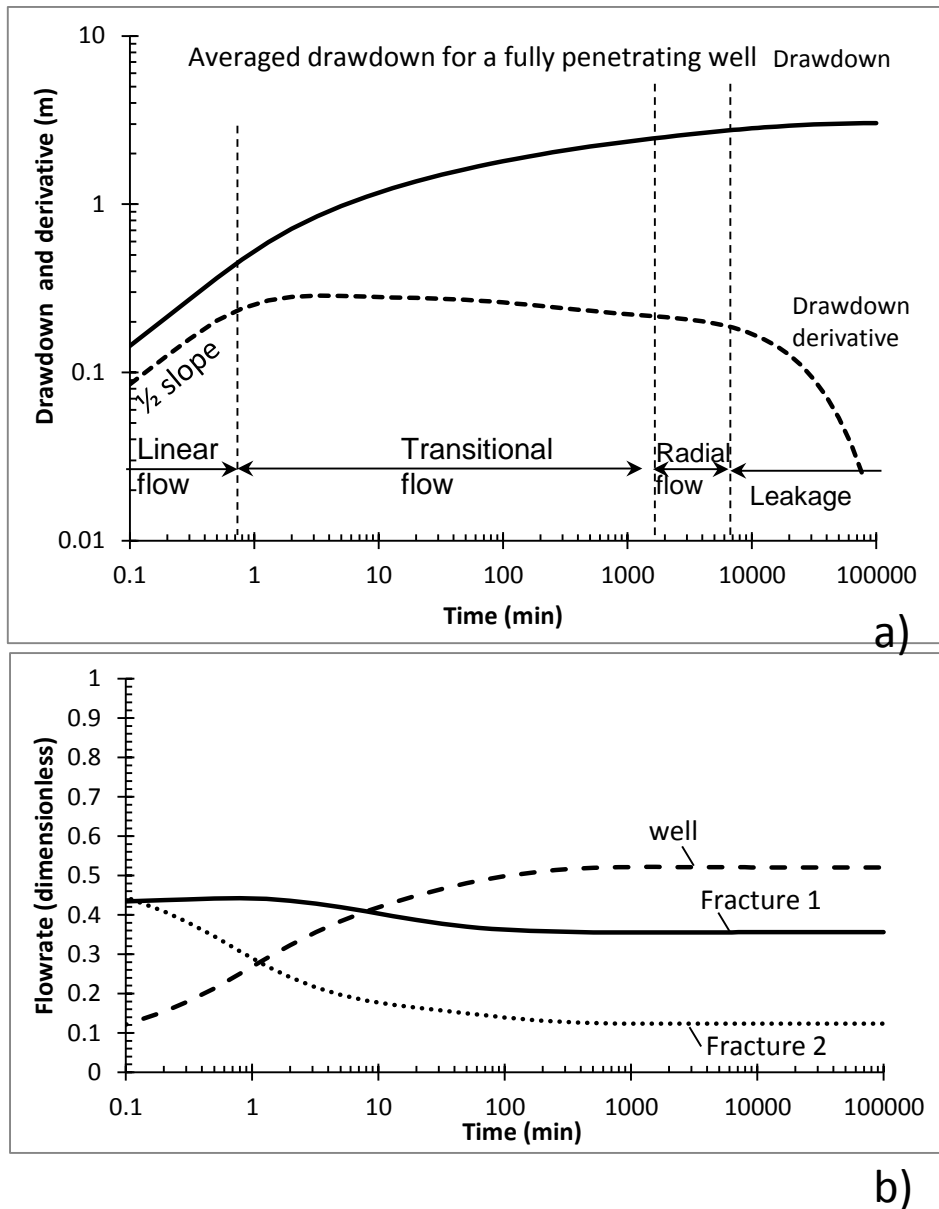 Averaged drawdown for a fully penetrating well
Drawdown
Drawdown and derivative (m)
10
1
0.1
0.01
½ slope
Drawdown
derivative
Linear
flow
Transitional
flow
Radial
flow
Leakage
0.1 1 10 100 1000 10000 100000
Time (min)
a)
Flowrate (dimensionless)
1
0.9
0.8
0.7
0.6
0.5
0.4
0.3
0.2
0.1
0
well
Fracture 1
Fracture 2
0.1 1 10 100 1000 10000 100000
Time (min)
b)